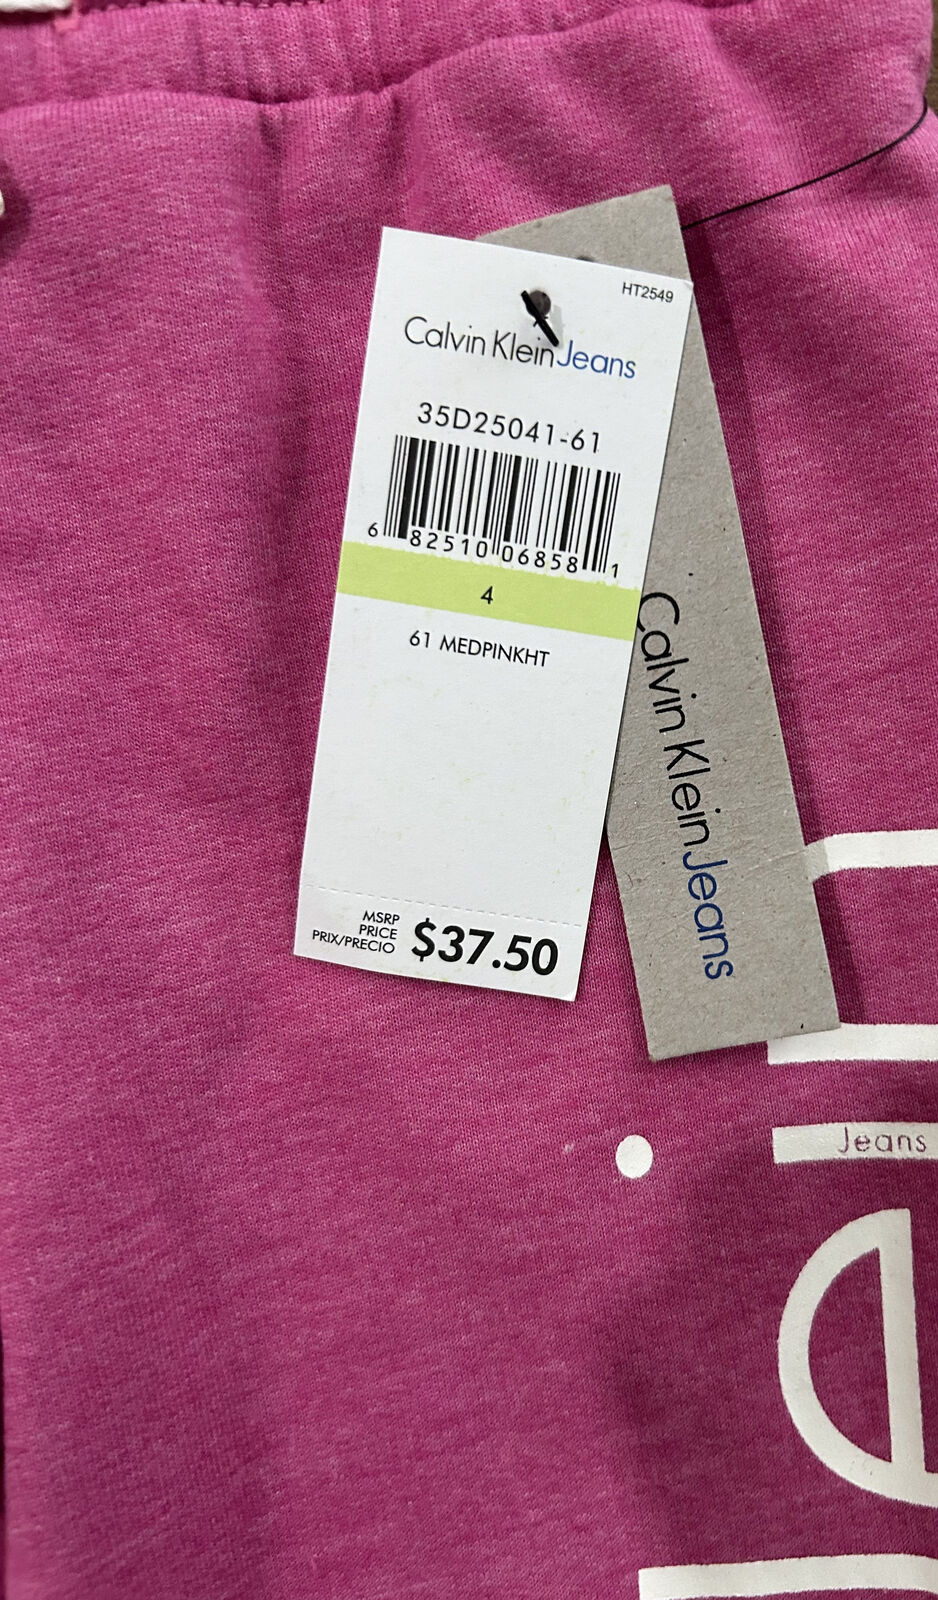 HT2549
Calvin Klein Jeans
35D25041-61
6 82510 06858 1
4
61 MEDPINKHT
MSRP
PRICE
PRIX/PRECIO
$37.50
Calvin Klein Jeans
Jeans